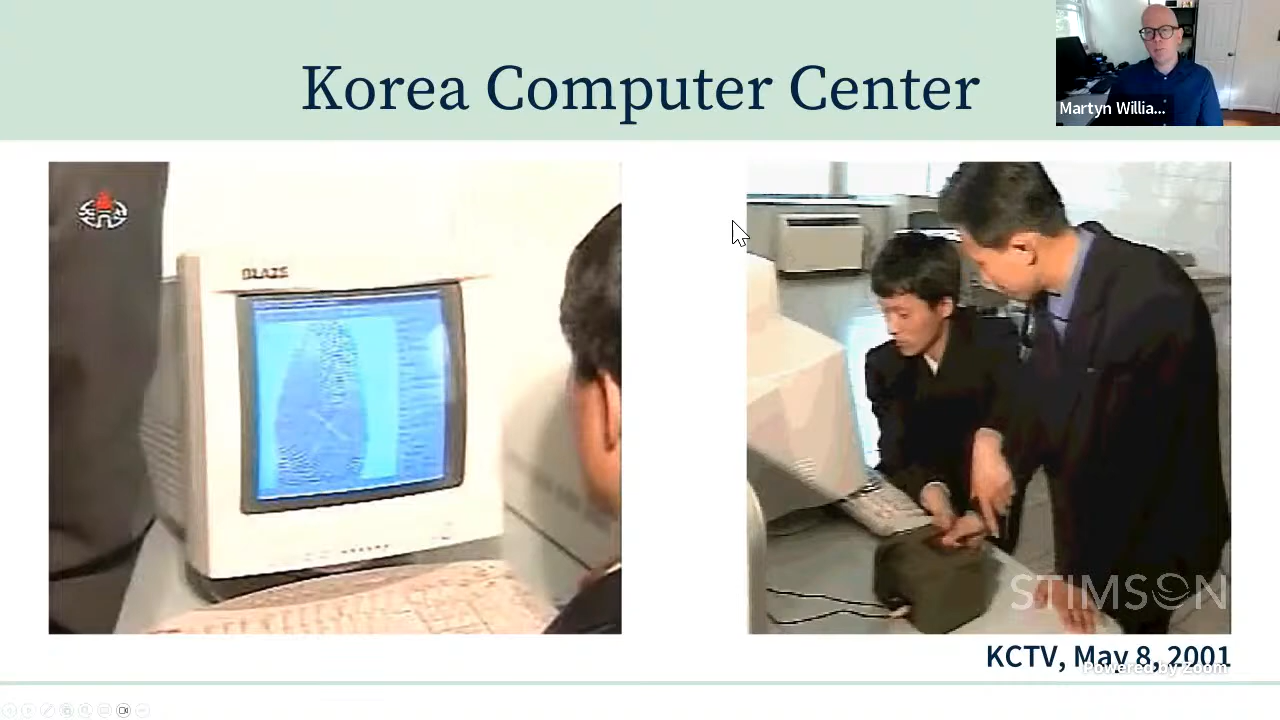 Korea Computer Center
Martyn Willia...
BLAZE
STIMSON
KCTV, May 8, 2001
Powered by Zoom